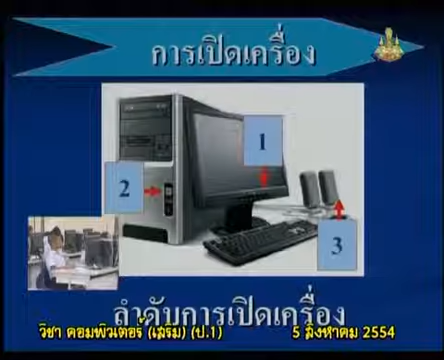 การเปิดเครื่อง
1
2
3
ลำดับการเปิดเครื่อง
วิชา คอมพิวเตอร์ (เสริม) (ป.1) 5 สิงหาคม 2554